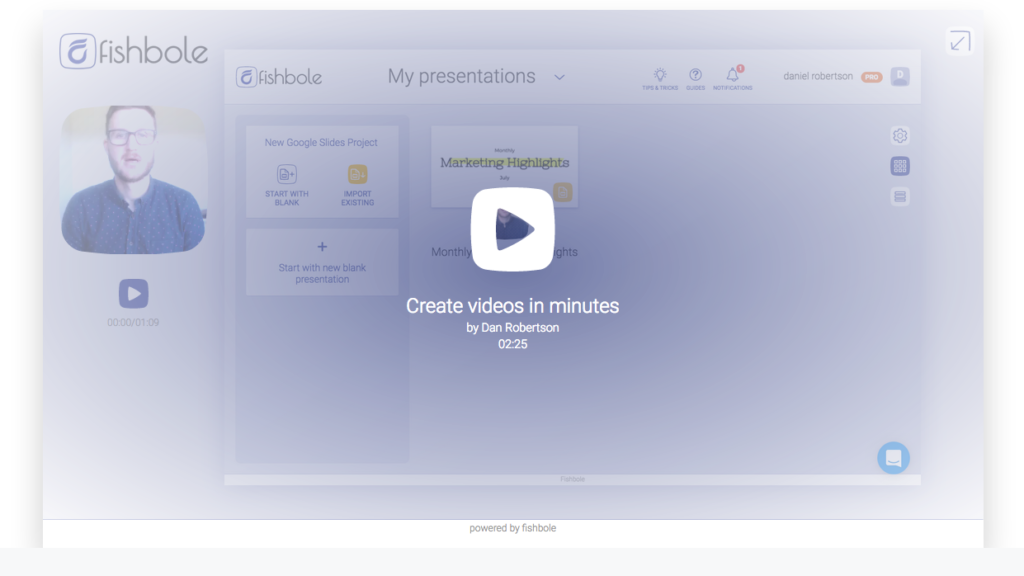 fishbole
fishbole
My presentations
TIPS & TRICKS
GUIDES
1
NOTIFICATIONS
daniel robertson
PRO
D
New Google Slides Project
START WITH
BLANK
IMPORT
EXISTING
Monthly
Marketing Highlights
July
+
Start with new blank
presentation
Monthly
ghts
Create videos in minutes
by Dan Robertson
02:25
00:00/01:09
Fishbole
powered by fishbole